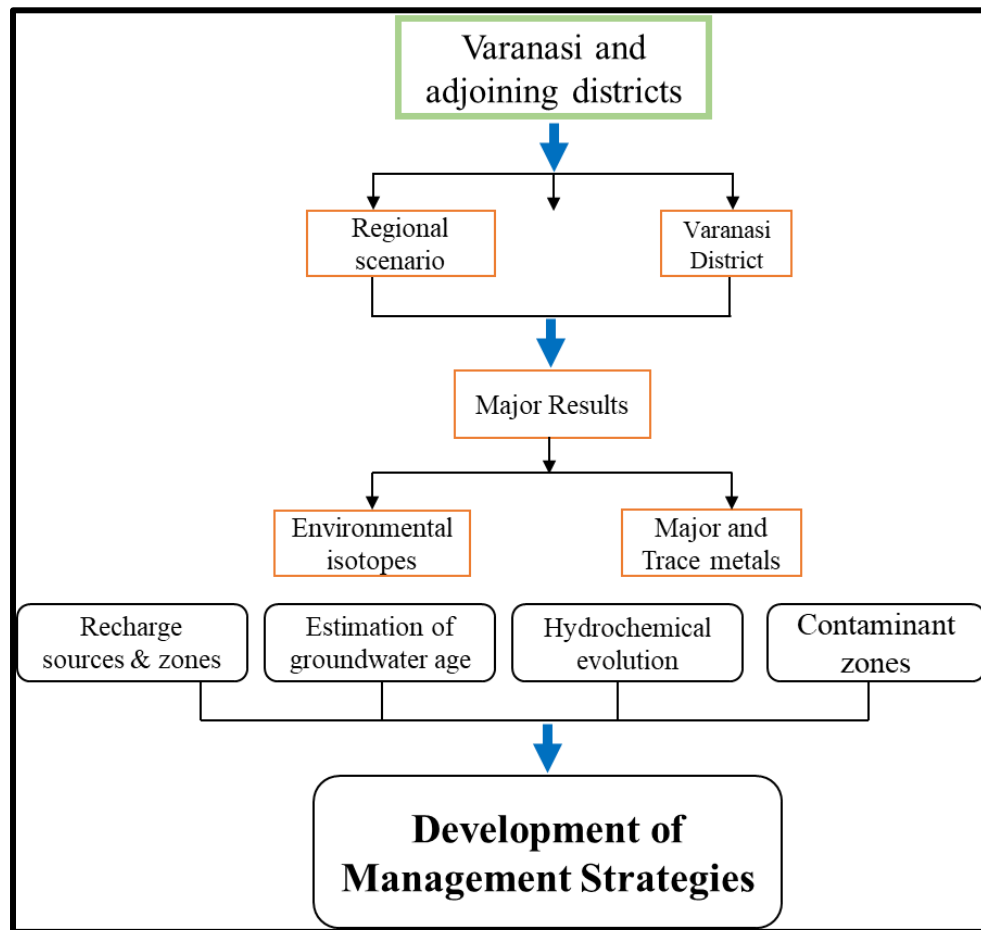 Varanasi and
adjoining districts
Regional
scenario
Varanasi
District
Major Results
Environmental
isotopes
Major and
Trace metals
Recharge
sources & zones
Estimation of
groundwater age
Hydrochemical
evolution
Contaminant
zones
Development of
Management Strategies